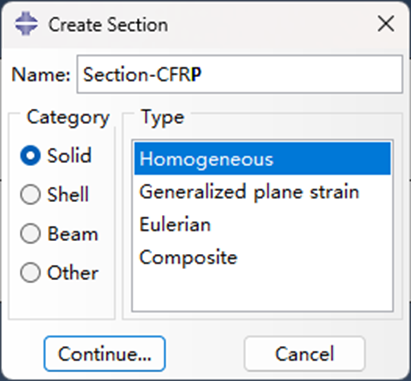 Create Section
Name: Section-CFRP
Category
Solid
Shell
Beam
Other
Type
Homogeneous
Generalized plane strain
Eulerian
Composite
Continue... Cancel